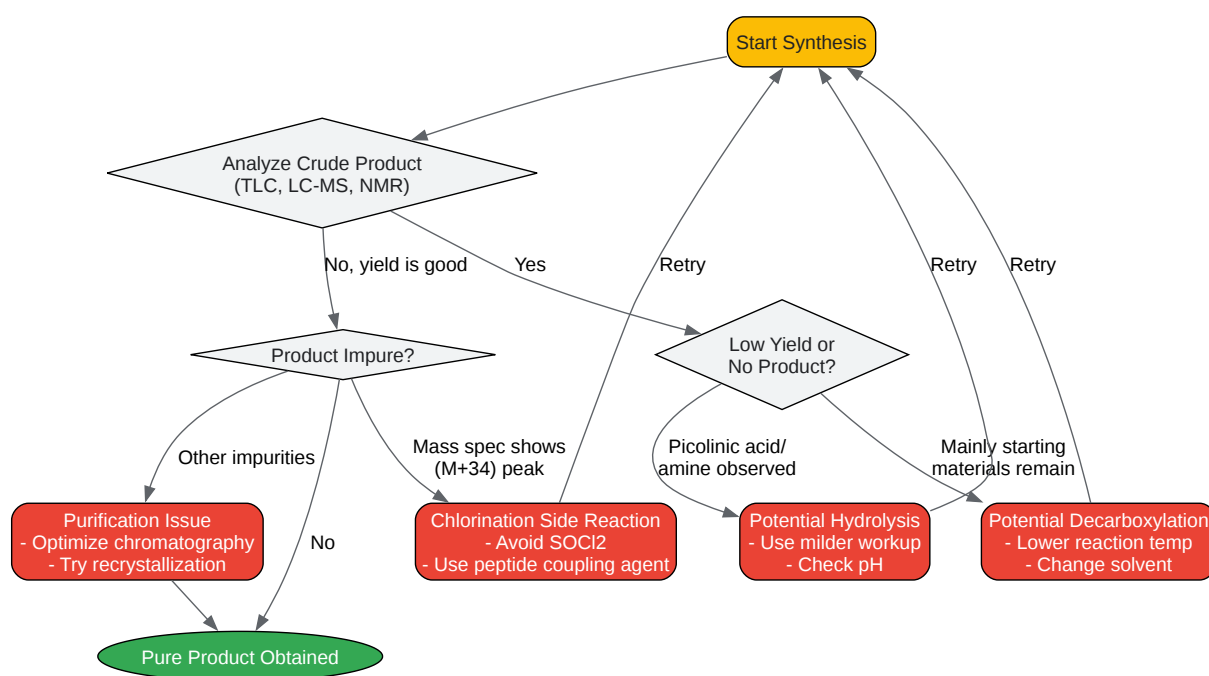 Start Synthesis
Analyze Crude Product
(TLC, LC-MS, NMR)
No, yield is good
Yes
Retry
Retry
Retry
Product Impure?
Low Yield or
No Product?
Other impurities
No
Mass spec shows
(M+34) peak
Picolinic acid/
amine observed
Mainly starting
materials remain
Purification Issue
- Optimize chromatography
- Try recrystallization
Chlorination Side Reaction
- Avoid SOCl2
- Use peptide coupling agent
Potential Hydrolysis
- Use milder workup
- Check pH
Potential Decarboxylation
- Lower reaction temp
- Change solvent
Pure Product Obtained